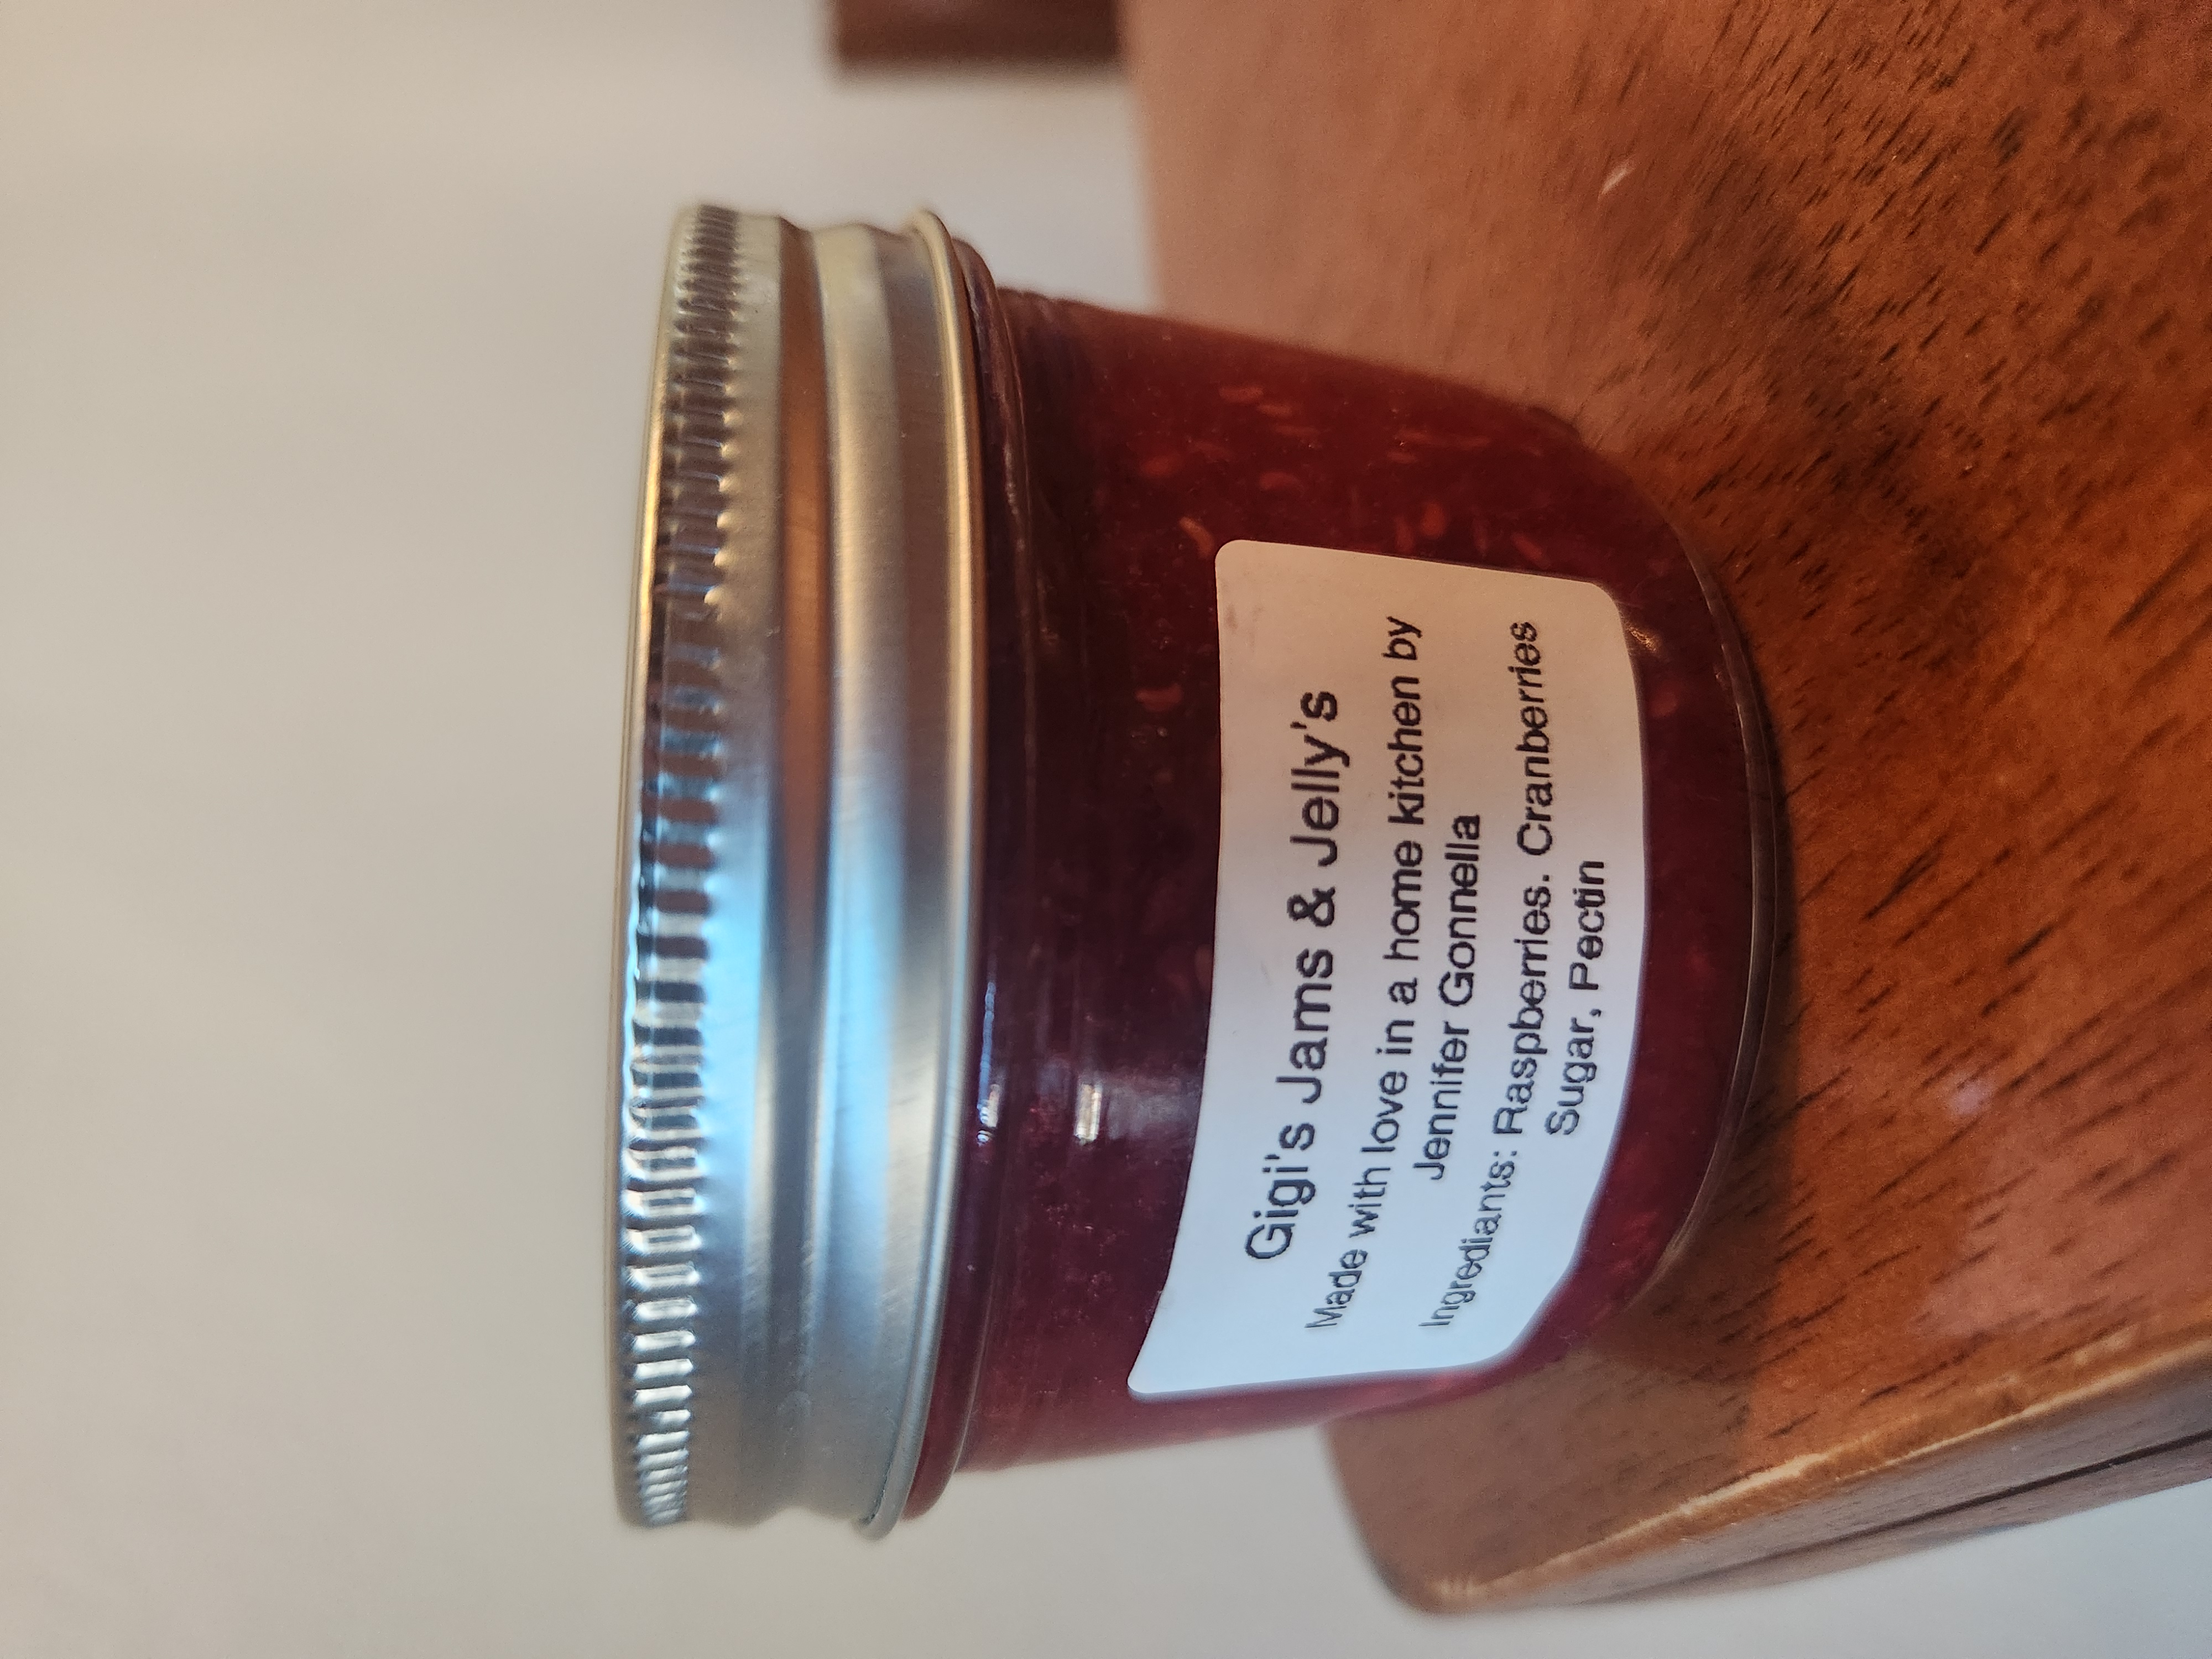 Gigi's Jams & Jelly's
Made with love in a home kitchen by
Jennifer Gonnella
Ingrediants: Raspberries. Cranberries
Sugar, Pectin